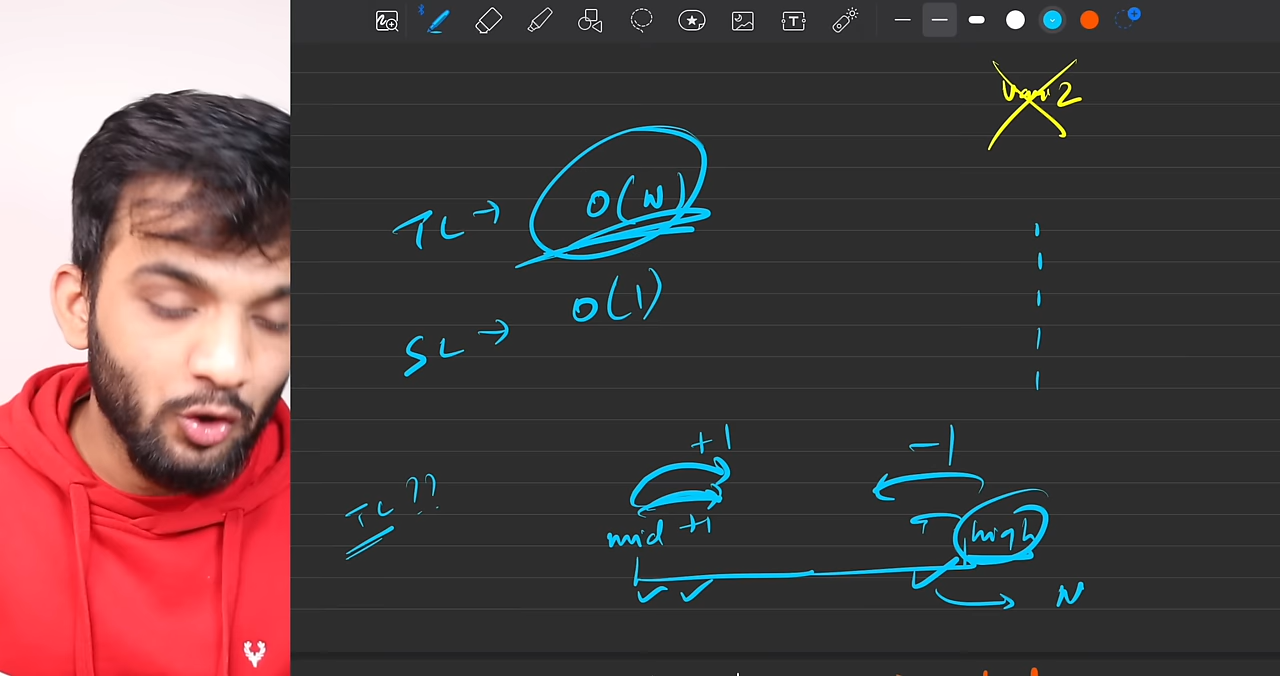 TC → O(N)
SC → O(1)
+1
-1
TC ??
mid +1
high
N